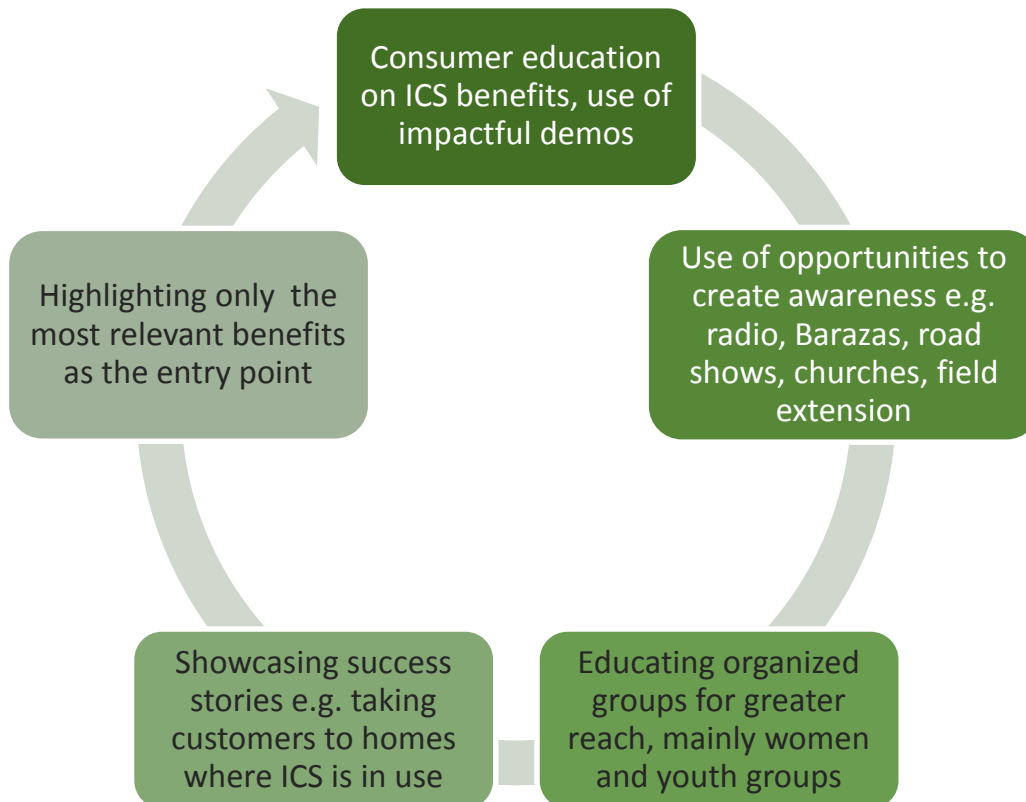 Consumer education
on ICS benefits, use of
impactful demos
Use of opportunities to
create awareness e.g.
radio, Barazas, road
shows, churches, field
extension
Educating organized
groups for greater
reach, mainly women
and youth groups
Showcasing success
stories e.g. taking
customers to homes
where ICS is in use
Highlighting only  the
most relevant benefits
as the entry point